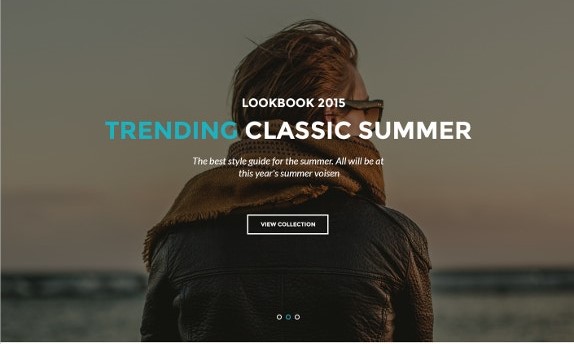 LOOKBOOK 2015
TRENDING CLASSIC SUMMER
The best style guide for the summer. All will be at
this year's summer voisen
VIEW COLLECTION